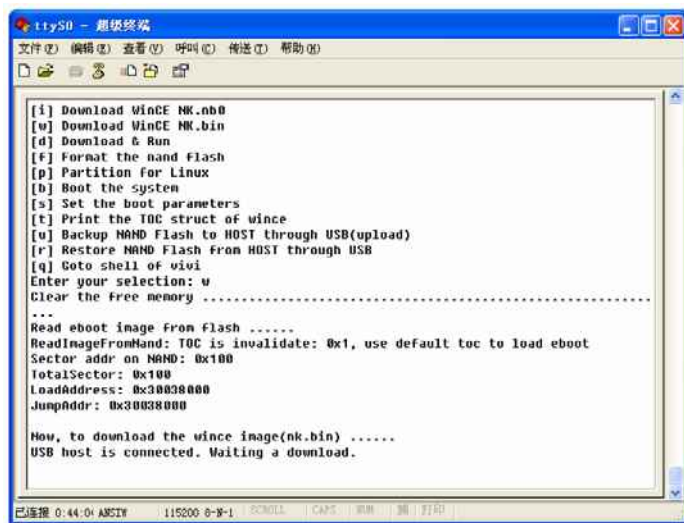 ttyS0 - 超级终端
文件(F) 编辑(E) 查看(V) 呼叫(C) 传送(T) 帮助(H)
[i] Download WinCE NK.nb0
[w] Download WinCE NK.bin
[d] Download & Run
[f] Format the nand flash
[p] Partition for Linux
[b] Boot the system
[s] Set the boot parameters
[t] Print the TOC struct of wince
[u] Backup NAND Flash to HOST through USB(upload)
[r] Restore NAND Flash from HOST through USB
[q] Goto shell of vivi
Enter your selection: w
Clear the free memory ..........................................................
...
Read eboot image from flash ......
ReadImageFromNand: TOC is invalidate: 0x1, use default toc to load eboot
Sector addr on NAND: 0x100
TotalSector: 0x100
LoadAddress: 0x30038000
JumpAddr: 0x30038000
Now, to download the wince image(nk.bin) ......
USB host is connected. Waiting a download.
已连接 0:44:04 ANSIW 115200 8-N-1 SCROLL CAPS NUM 捕 打印